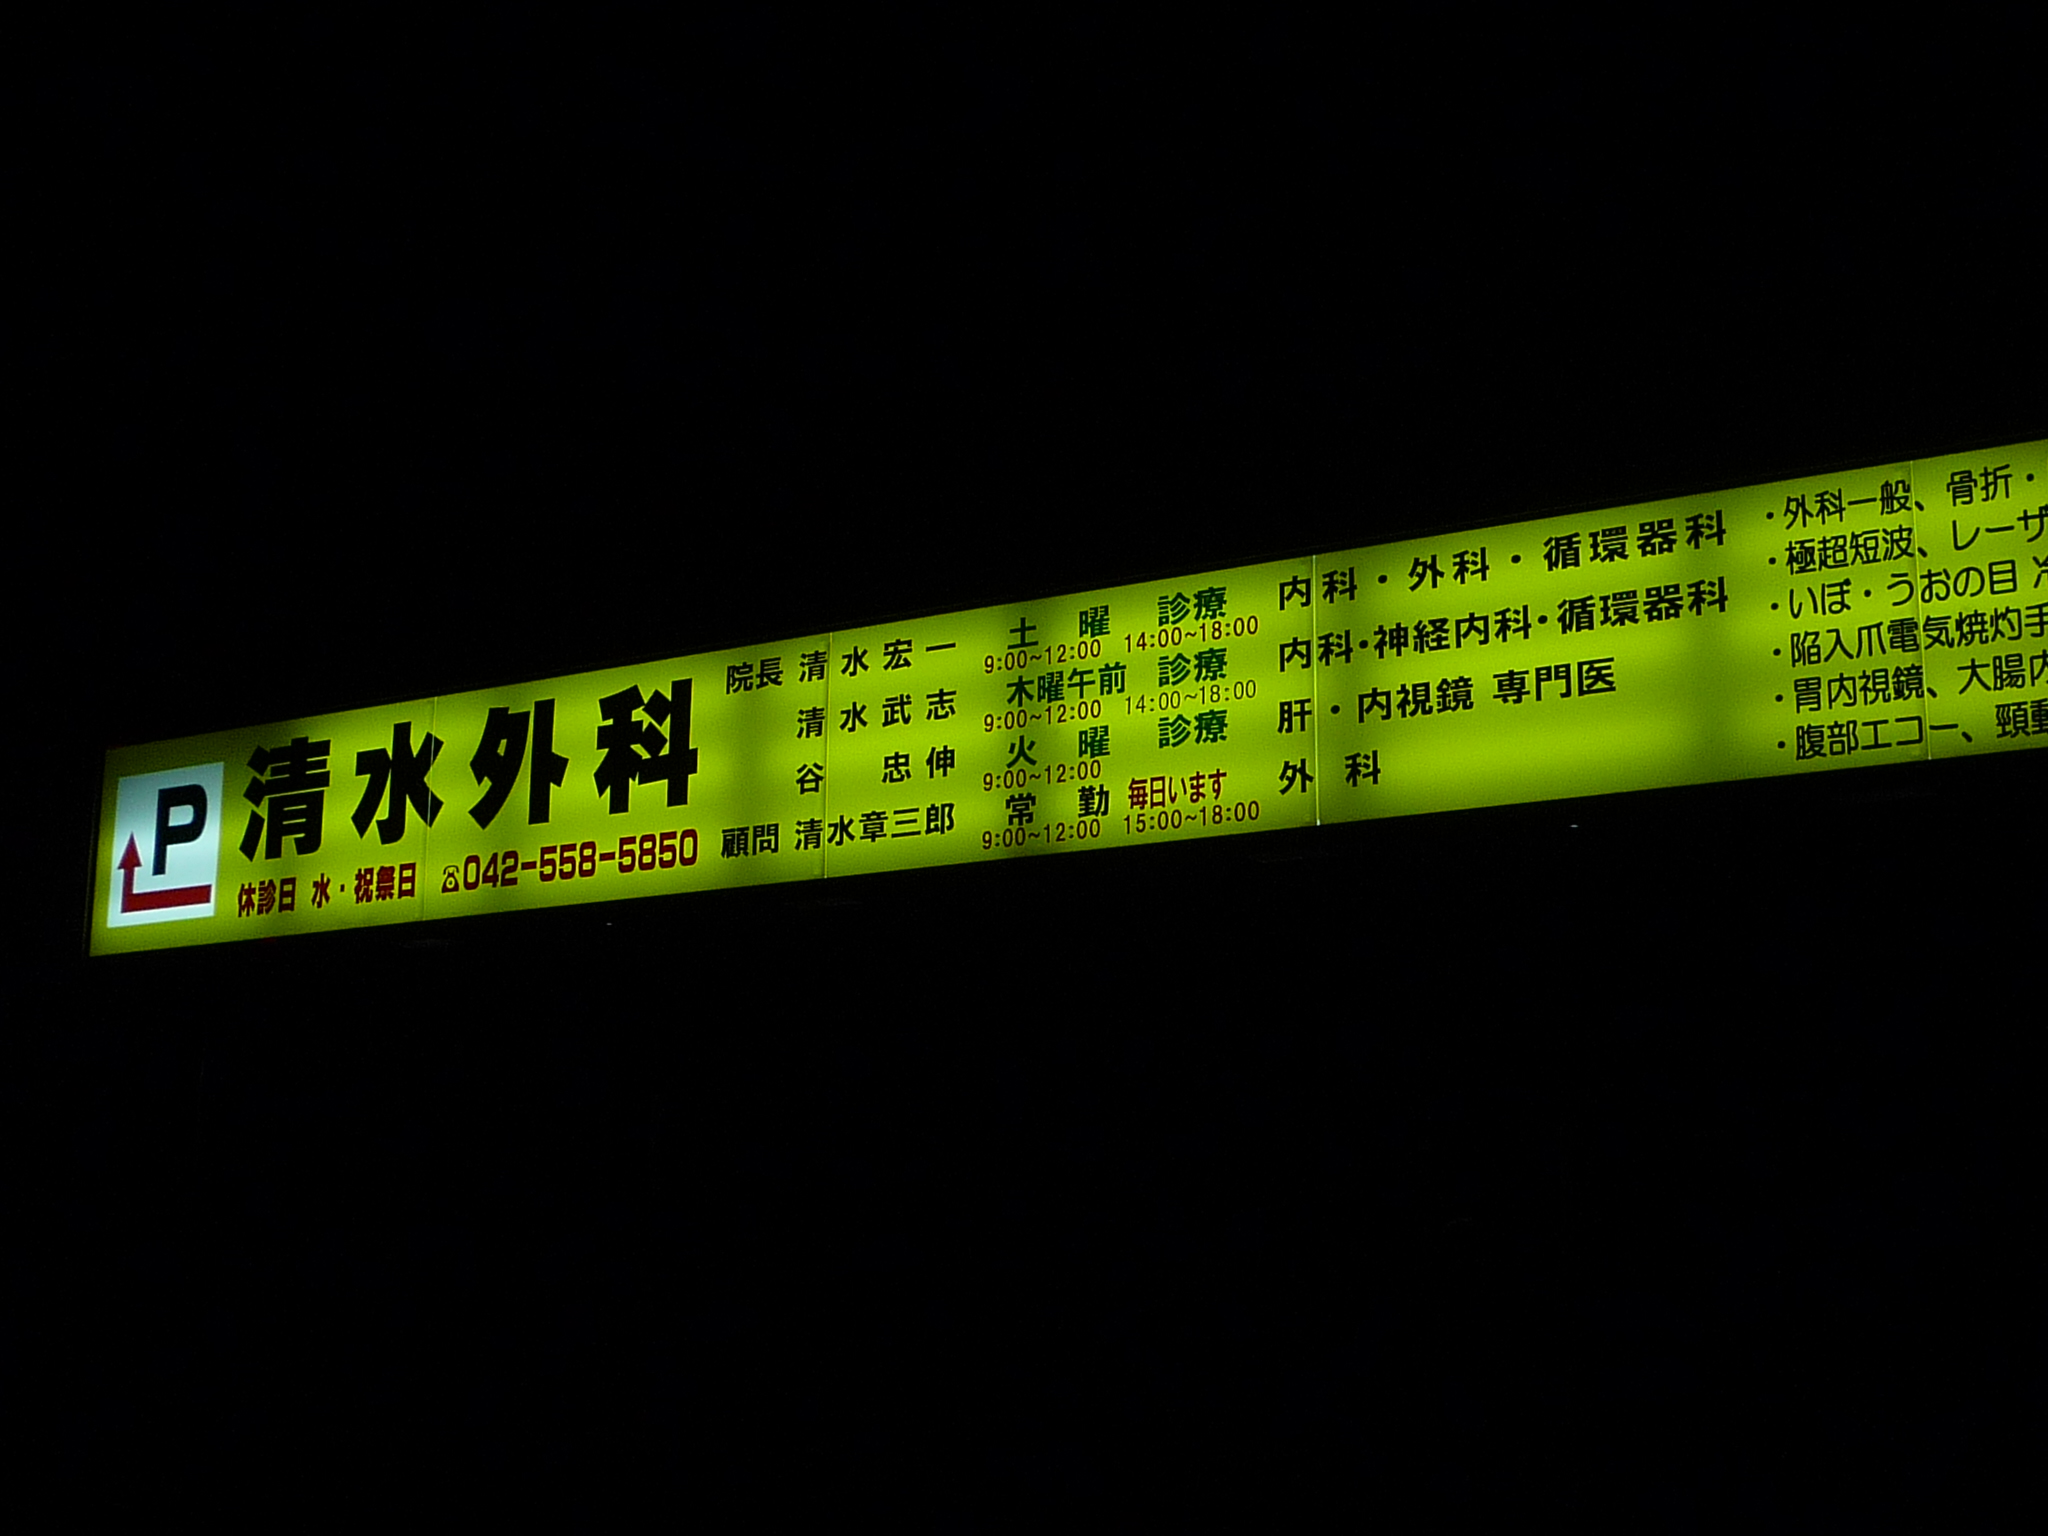 P
清水外科
休診日 水・祝祭日 ☎042-558-5850
院長 清水宏一 土曜 診療 内科・外科・循環器科
9:00~12:00 14:00~18:00
清水武志 木曜午前 診療 内科・神経内科・循環器科
9:00~12:00 14:00~18:00
谷 忠伸 火曜 診療 肝・内視鏡 専門医
9:00~12:00
顧問 清水章三郎 常勤 毎日います 外科
9:00~12:00 15:00~18:00
・外科一般、骨折・
・極超短波、レーザ
・いぼ・うおの目
・陥入爪電気焼灼手
・胃内視鏡、大腸内
・腹部エコー、頸動